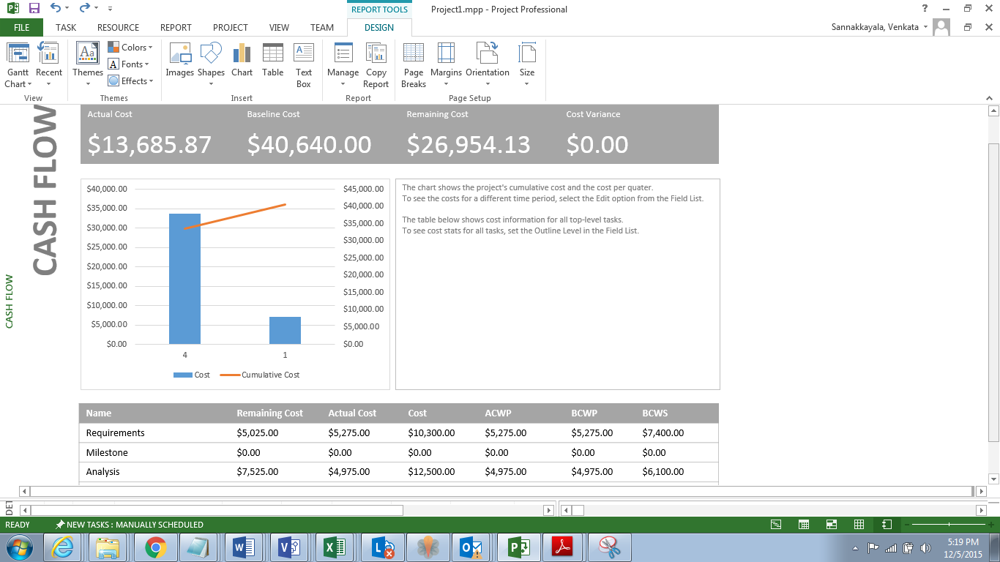 REPORT TOOLS Project1.mpp - Project Professional
FILE TASK RESOURCE REPORT PROJECT VIEW TEAM DESIGN Sannakkayala, Venkata
Gantt Chart Recent Themes Colors Fonts Effects Images Shapes Chart Table Text Box Manage Copy Report Page Breaks Margins Orientation Size
View Themes Insert Report Page Setup
CASH FLOW
CASH FLOW
Actual Cost Baseline Cost Remaining Cost Cost Variance
$13,685.87 $40,640.00 $26,954.13 $0.00
$40,000.00 $45,000.00
$35,000.00 $40,000.00
$30,000.00 $35,000.00
$25,000.00 $30,000.00
$20,000.00 $25,000.00
$15,000.00 $20,000.00
$10,000.00 $15,000.00
$5,000.00 $10,000.00
$0.00 $5,000.00
$0.00
4 1
Cost Cumulative Cost
The chart shows the project's cumulative cost and the cost per quater.
To see the costs for a different time period, select the Edit option from the Field List.
The table below shows cost information for all top-level tasks.
To see cost stats for all tasks, set the Outline Level in the Field List.
Name Remaining Cost Actual Cost Cost ACWP BCWP BCWS
Requirements $5,025.00 $5,275.00 $10,300.00 $5,275.00 $5,275.00 $7,400.00
Milestone $0.00 $0.00 $0.00 $0.00 $0.00 $0.00
Analysis $7,525.00 $4,975.00 $12,500.00 $4,975.00 $4,975.00 $6,100.00
DET
READY NEW TASKS : MANUALLY SCHEDULED
5:19 PM
12/5/2015